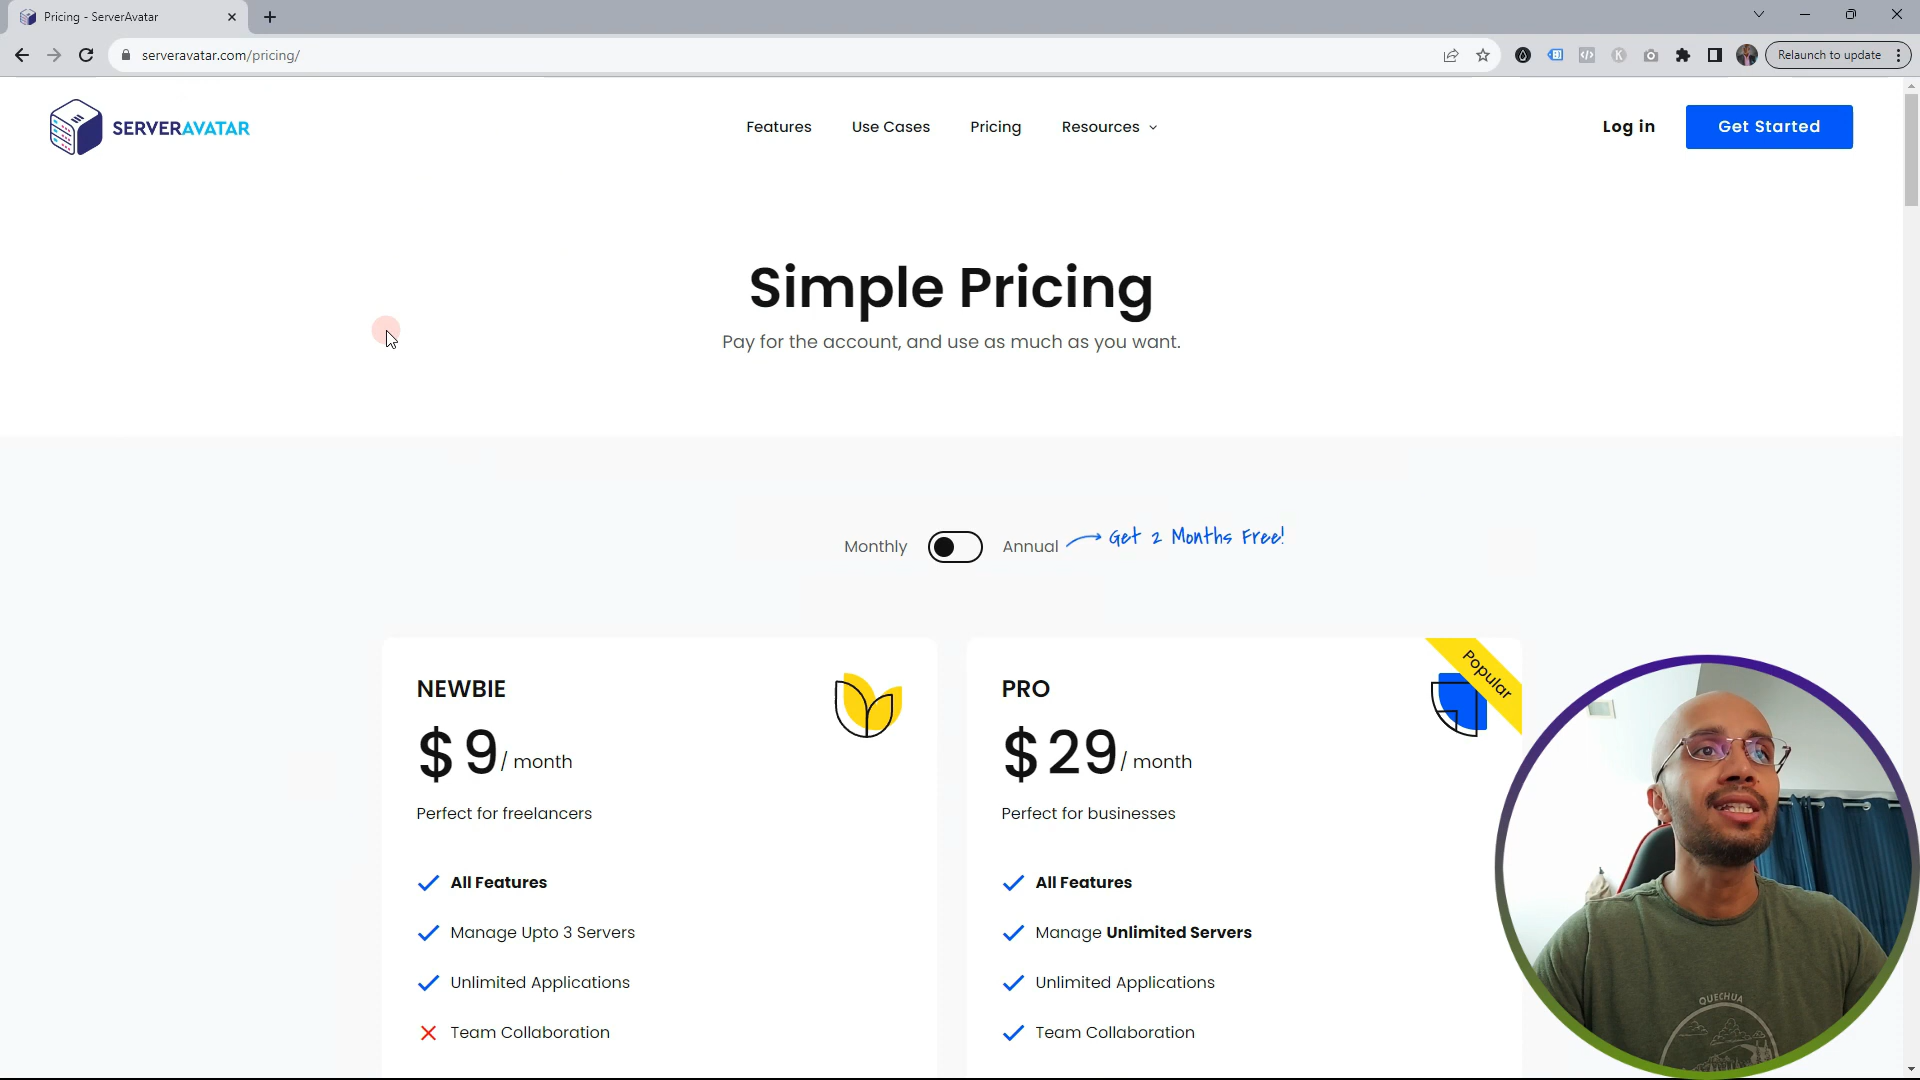 Pricing - ServerAvatar
serveravatar.com/pricing/
Relaunch to update
SERVERAVATAR
Features
Use Cases
Pricing
Resources
Log in
Get Started
Simple Pricing
Pay for the account, and use as much as you want.
Monthly
Annual
Get 2 Months Free!
NEWBIE
$9/ month
Perfect for freelancers
All Features
Manage Upto 3 Servers
Unlimited Applications
Team Collaboration
Popular
PRO
$29/ month
Perfect for businesses
All Features
Manage Unlimited Servers
Unlimited Applications
Team Collaboration
QUECHUA